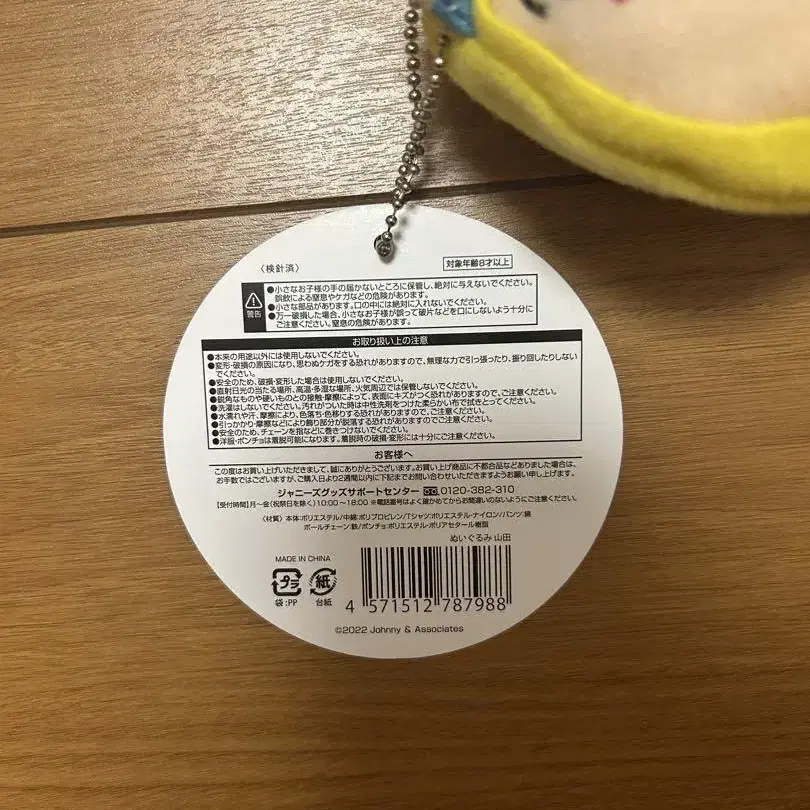 〈検針済〉
対象年齢8才以上
警告
●小さなお子様の手の届かないところに保管し、絶対に与えないでください。
誤飲による窒息やケガなどの危険があります。
●小さな部品があります。口の中には絶対に入れないでください。
●万一破損した場合、小さなお子様が誤って破片などを口にしないよう十分に
ご注意ください。窒息の危険があります。
お取り扱い上の注意
●本来の用途以外には使用しないでください。
●変形・破損の原因になり、思わぬケガをする恐れがありますので、無理な力で引っ張ったり、振り回したりしない
でください。
●安全のため、破損・変形した場合は使用しないでください。
●直射日光の当たる場所、高温・多湿な場所、火気周辺では保管しないでください。
●鋭角なものや硬いものとの接触・摩擦によって、表面にキズがつく恐れがありますので、ご注意ください。
●洗濯はしないでください。汚れがついた時は中性洗剤をつけた柔らかい布で拭きとってください。
●水濡れや汗、摩擦により、色落ち・色移りする恐れがありますので、ご注意ください。
●引っかかり・摩擦などにより飾り部分が脱落する恐れがありますので、ご注意ください。
●安全のため、チェーンを指などに巻きつけないでください。
●洋服・ポンチョは着脱可能になります。着脱時の破損・変形には十分にご注意ください。
お客様へ
この度はお買い上げいただきまして、誠にありがとうございます。お買い上げ商品に不都合品などありました場合は、
お手数ではございますが、ご購入日より2週間以内に下記までお問い合わせいただきますようお願い申し上げます。
ジャニーズグッズサポートセンター 0120-382-310
【受付時間】月〜金(祝祭日を除く)10:00〜18:00 ※電話番号はよく確かめてからお間違いのないようにご注意ください。
〈材質〉本体:ポリエステル/中綿:ポリプロピレン/Tシャツ:ポリエステル・ナイロン/パンツ:綿
ボールチェーン:鉄/ポンチョ:ポリエステル・ポリアセタール樹脂
ぬいぐるみ 山田
MADE IN CHINA
プラ 紙
袋:PP 台紙
4 571512 787988
©2022 Johnny & Associates